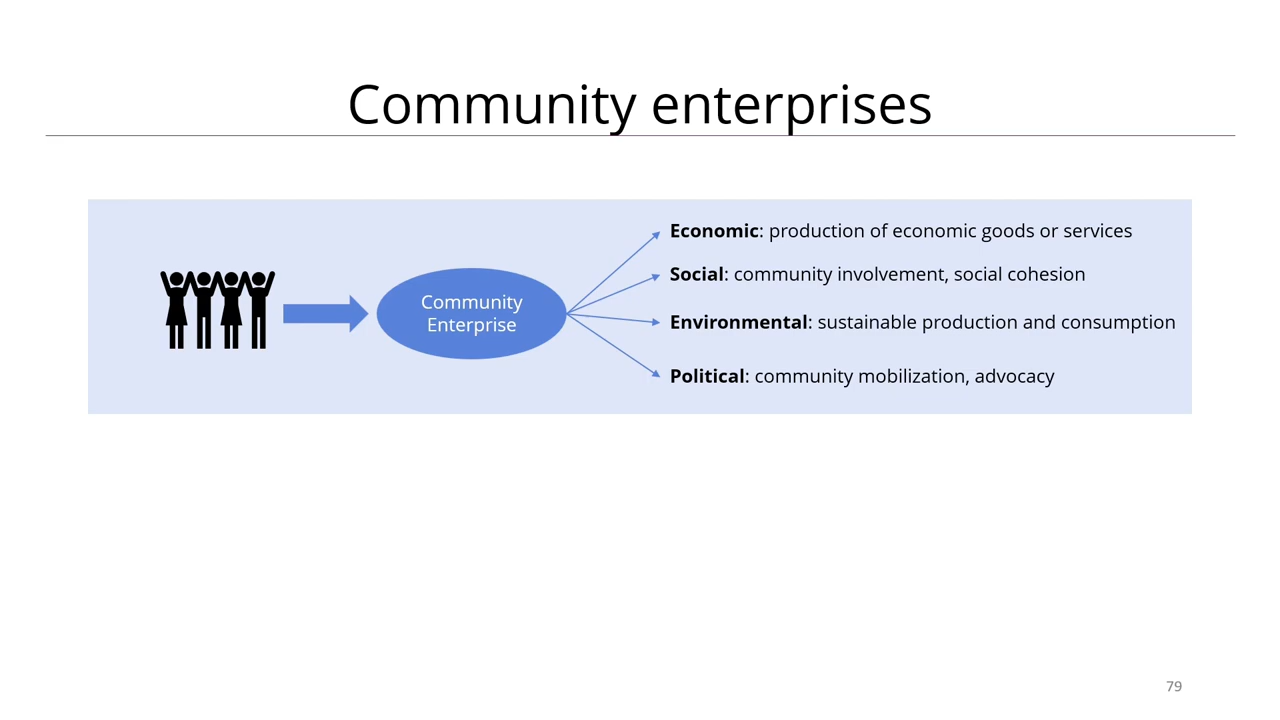 Community enterprises
Community
Enterprise
Economic: production of economic goods or services
Social: community involvement, social cohesion
Environmental: sustainable production and consumption
Political: community mobilization, advocacy
79